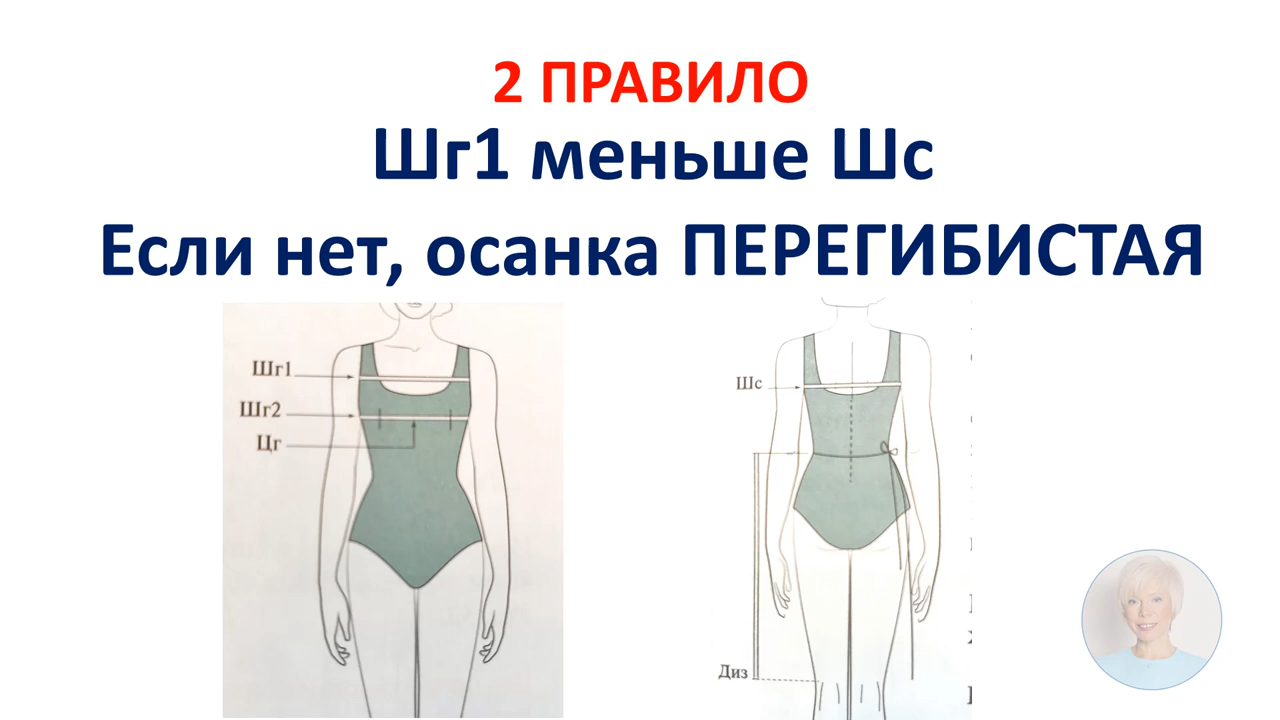 2 ПРАВИЛО
Шг1 меньше Шс
Если нет, осанка ПЕРЕГИБИСТАЯ
Шг1
Шг2
Цг
Шс
Диз